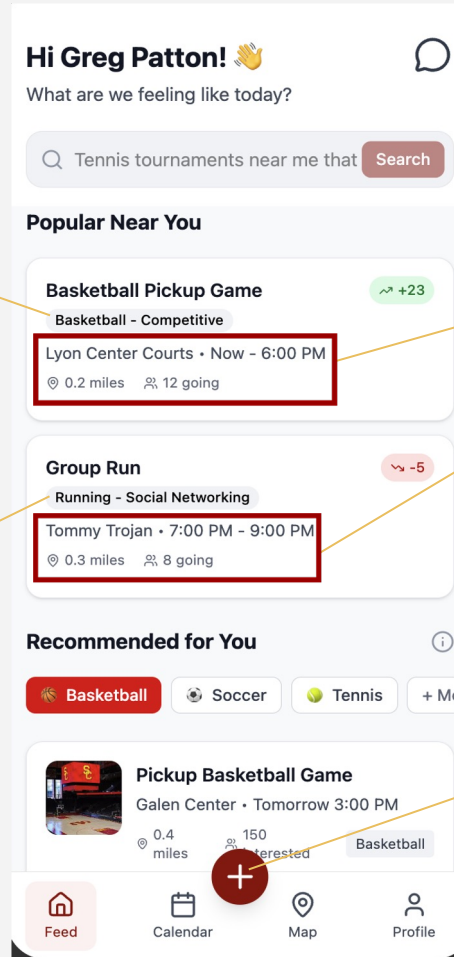 Hi Greg Patton! 👋
What are we feeling like today?
Tennis tournaments near me that
Search
Popular Near You
Basketball Pickup Game
+23
Basketball - Competitive
Lyon Center Courts • Now - 6:00 PM
0.2 miles 12 going
Group Run
-5
Running - Social Networking
Tommy Trojan • 7:00 PM - 9:00 PM
0.3 miles 8 going
Recommended for You
Basketball Soccer Tennis + Mo
Pickup Basketball Game
Galen Center • Tomorrow 3:00 PM
0.4 miles
150 interested
Basketball
Feed Calendar Map Profile